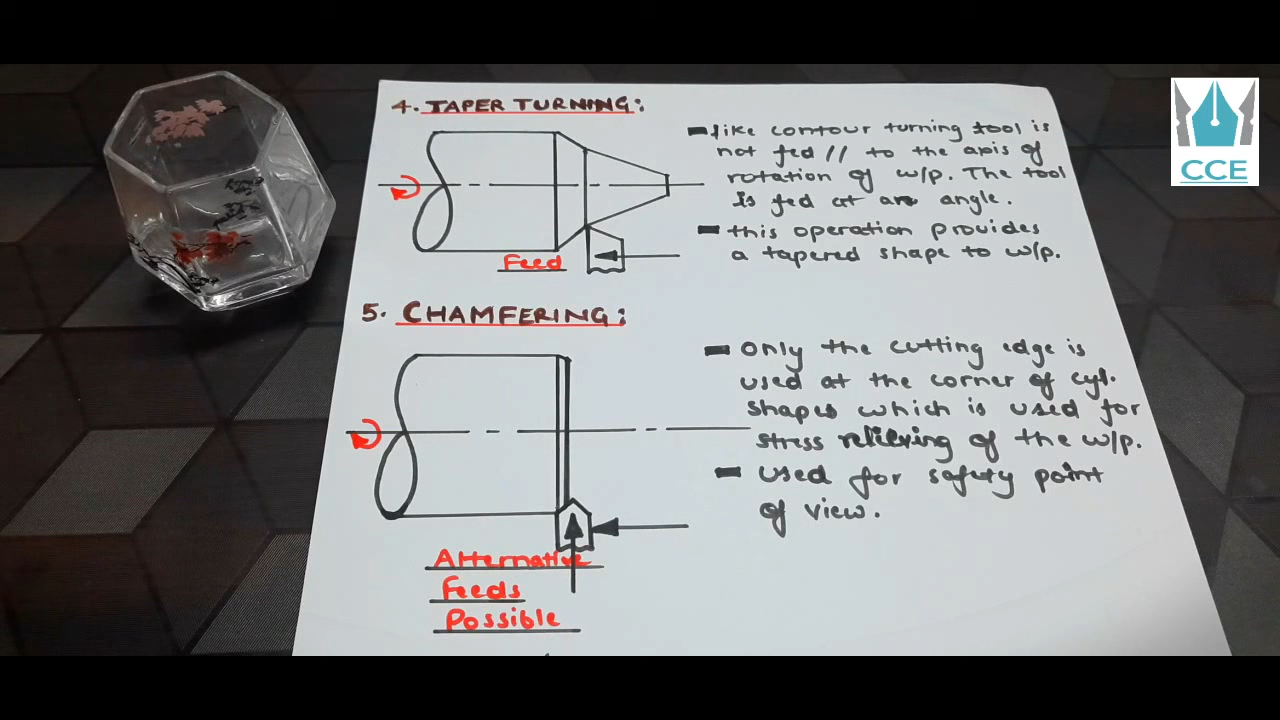 4. TAPER TURNING:
like contour turning tool is
not fed // to the apis of
rotation of w/p. The tool
is fed at an angle.
this operation provides
a tapered shape to w/p.
Feed
5. CHAMFERING:
Only the cutting edge is
used at the corner of cyl.
shapes which is used for
stress relieving of the w/p.
used for safety point
of view.
Alternative
Feeds
Possible
CCE